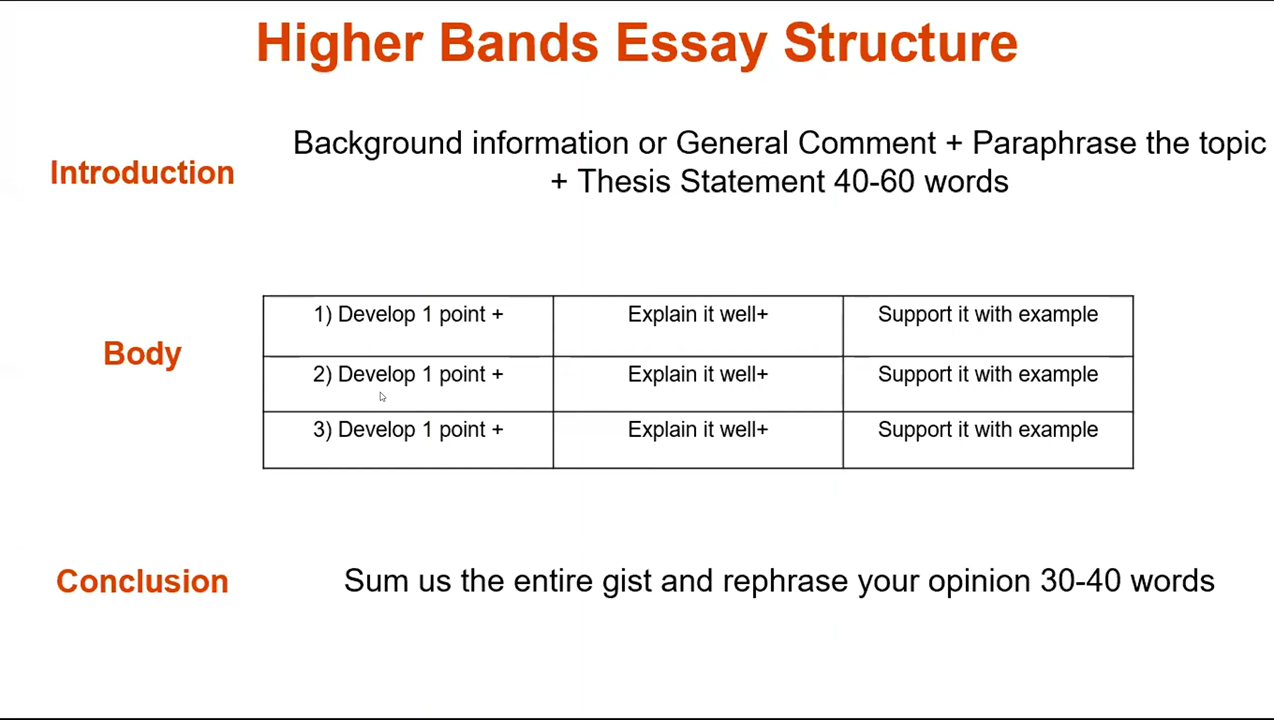 Higher Bands Essay Structure
Introduction
Background information or General Comment + Paraphrase the topic
+ Thesis Statement 40-60 words
Body
1) Develop 1 point + Explain it well+ Support it with example
2) Develop 1 point + Explain it well+ Support it with example
3) Develop 1 point + Explain it well+ Support it with example
Conclusion
Sum us the entire gist and rephrase your opinion 30-40 words